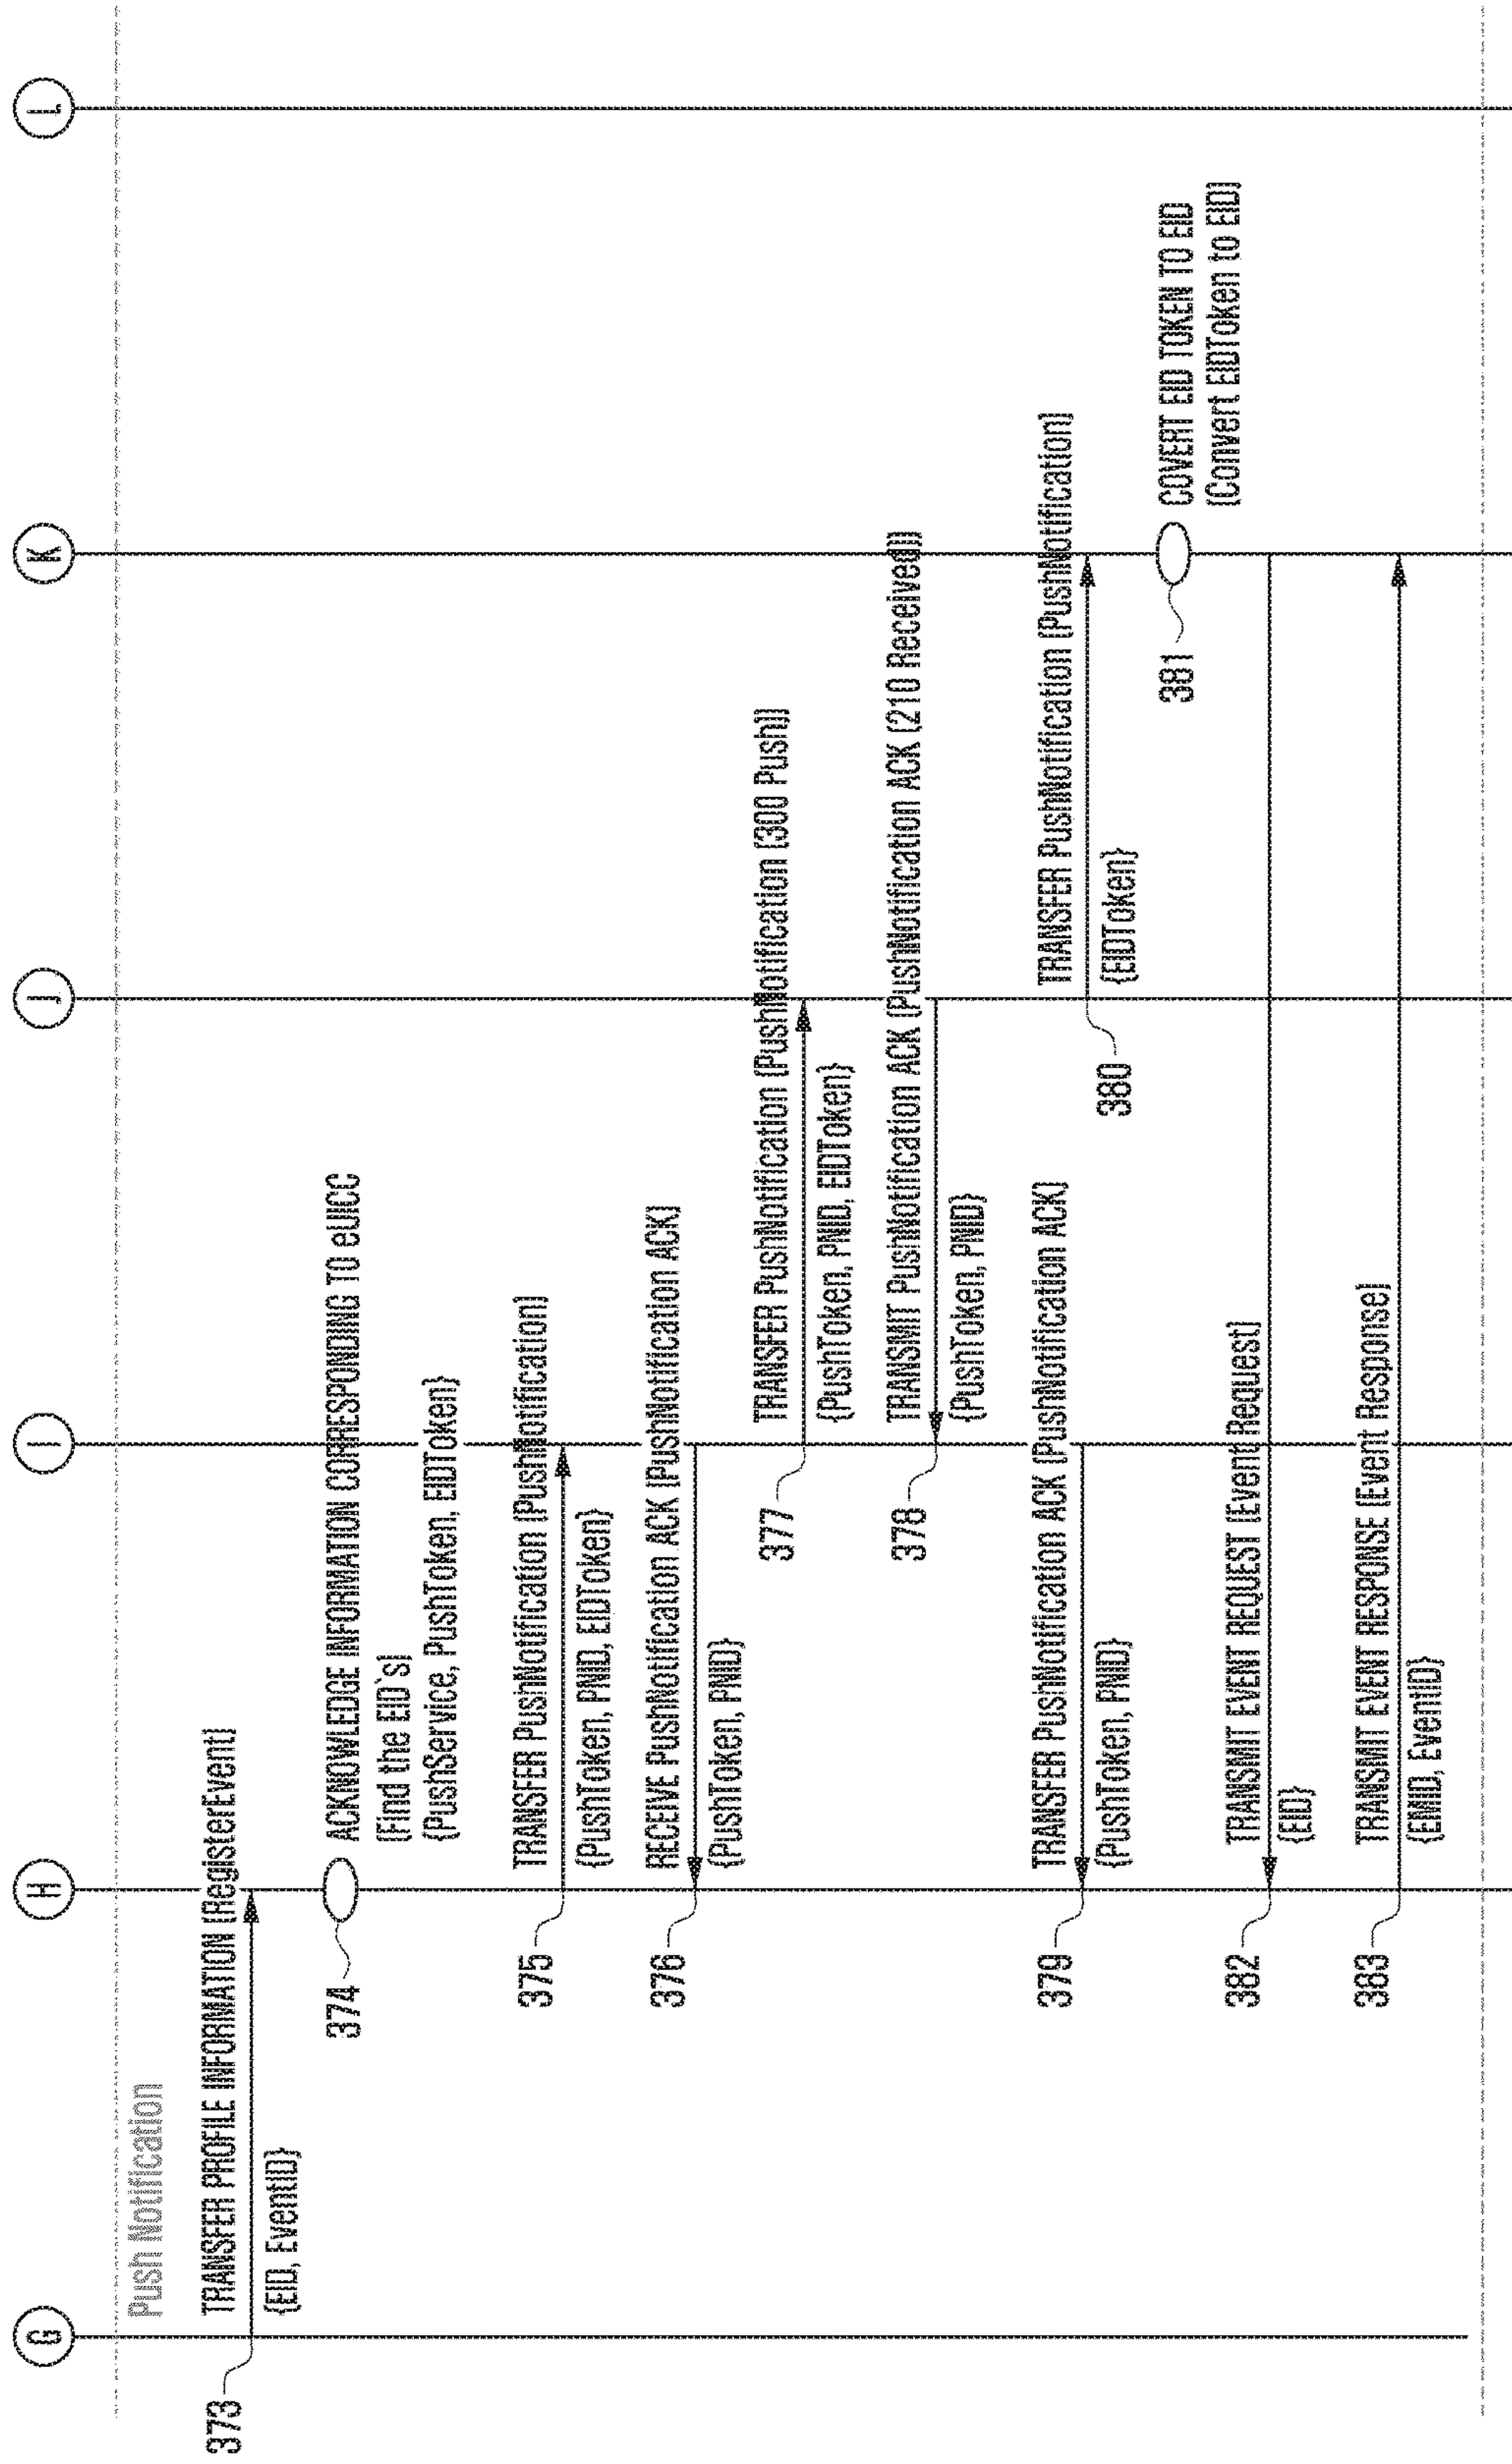 G
H
I
J
K
L
Push Notification
373
TRANSFER PROFILE INFORMATION (RegisterEvent)
{EID, EventID}
374
ACKNOWLEDGE INFORMATION CORRESPONDING TO eUICC
(Find the EID`s)
{PushService, PushToken, EIDToken}
375
TRANSFER PushNotification (PushNotification)
{PushToken, PNID, EIDToken}
376
RECEIVE PushNotification ACK (PushNotification ACK)
{PushToken, PNID}
377
TRANSFER PushNotification (PushNotification (300 Push))
{PushToken, PNID, EIDToken}
378
TRANSMIT PushNotification ACK (PushNotification ACK (210 Received))
{PushToken, PNID}
379
TRANSFER PushNotification ACK (PushNotification ACK)
{PushToken, PNID}
380
TRANSFER PushNotification (PushNotification)
{EIDToken}
381
COVERT EID TOKEN TO EID
(Convert EIDToken to EID)
382
TRANSMIT EVENT REQUEST (Event Request)
{EID}
383
TRANSMIT EVENT RESPONSE (Event Response)
{EMID, EventID}